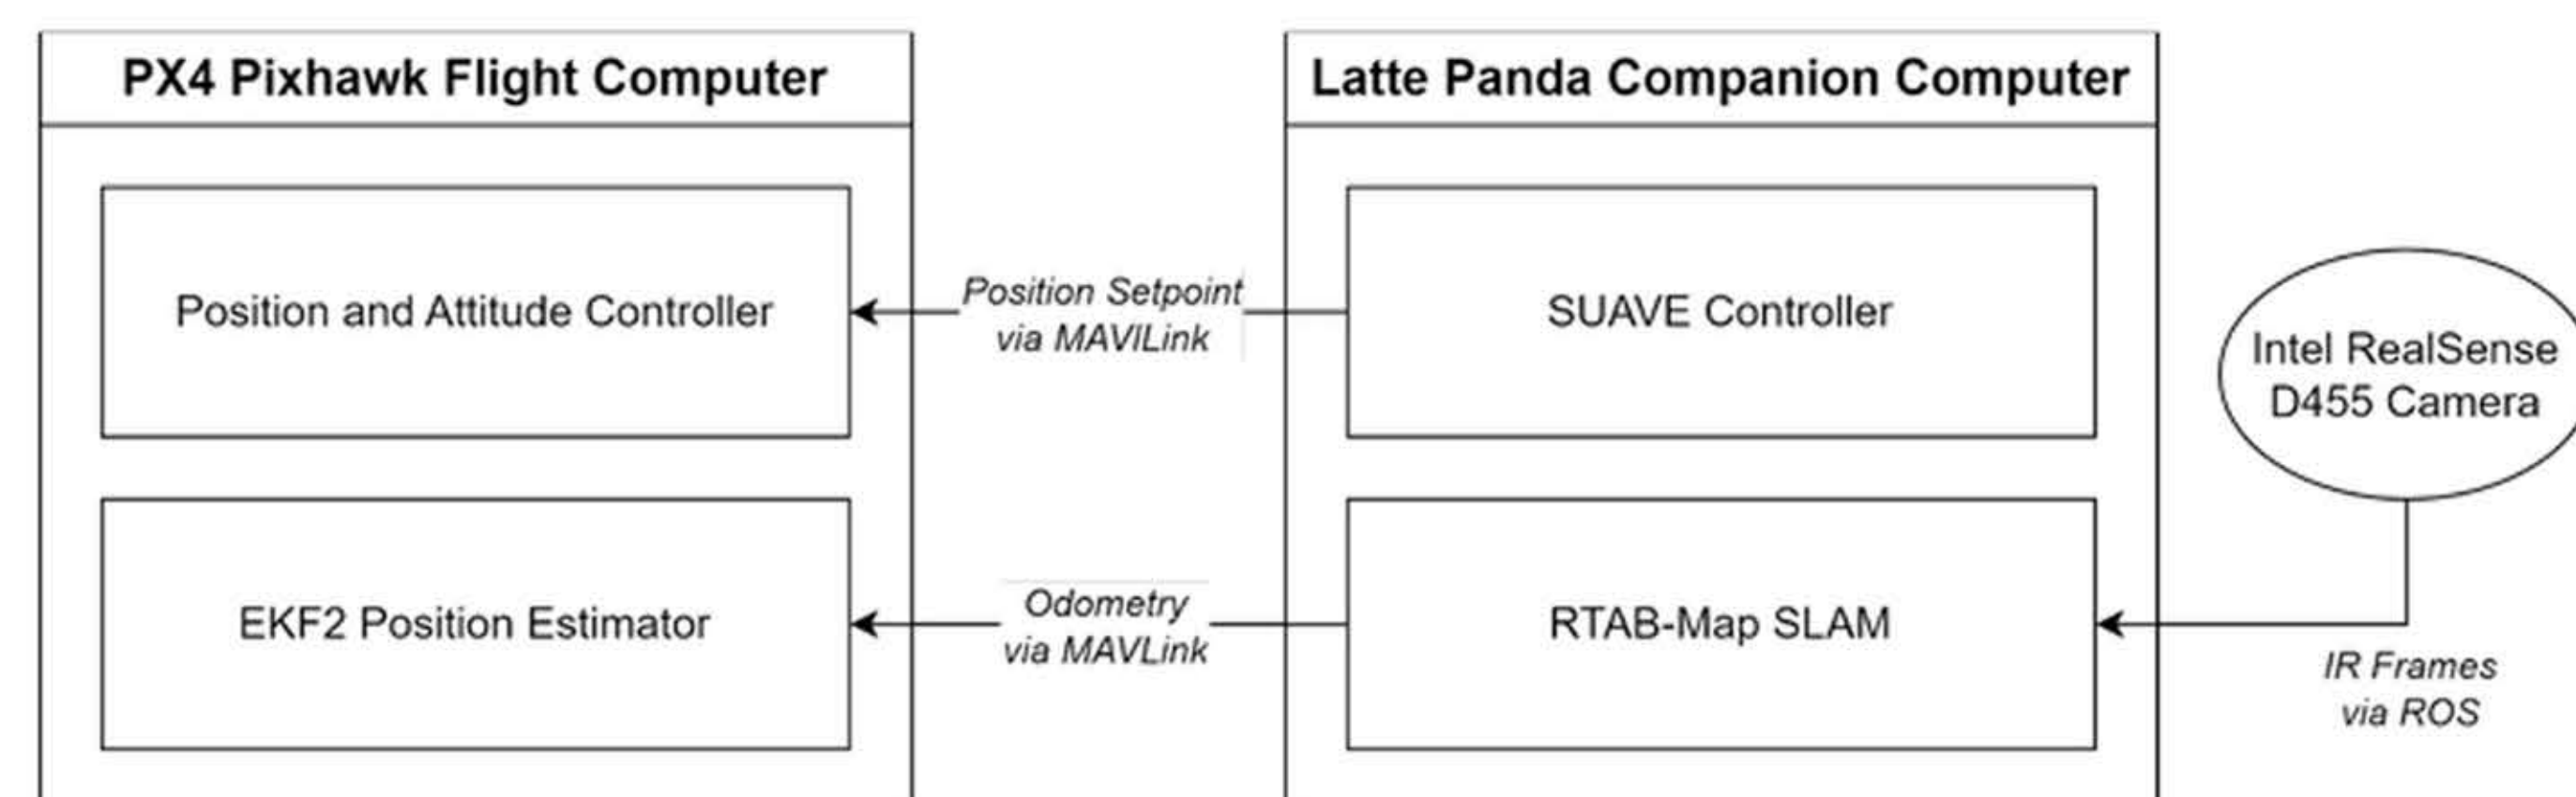 PX4 Pixhawk Flight Computer
Latte Panda Companion Computer
Position and Attitude Controller
Position Setpoint
via MAVILink
SUAVE Controller
Intel RealSense
D455 Camera
EKF2 Position Estimator
Odometry
via MAVLink
RTAB-Map SLAM
IR Frames
via ROS